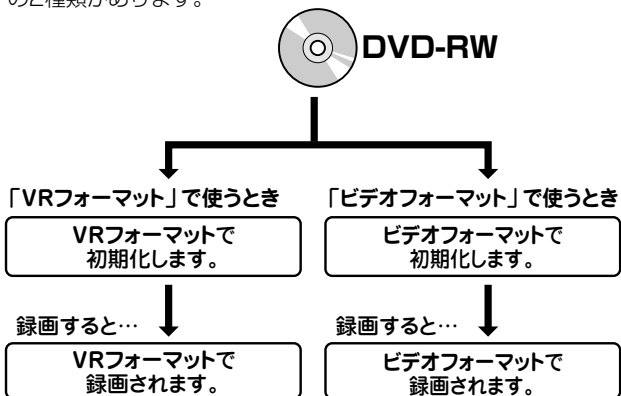 の2種類があります。
DVD-RW
「VRフォーマット」で使うとき
VRフォーマットで
初期化します。
録画すると…
VRフォーマットで
録画されます。
「ビデオフォーマット」で使うとき
ビデオフォーマットで
初期化します。
録画すると…
ビデオフォーマットで
録画されます。